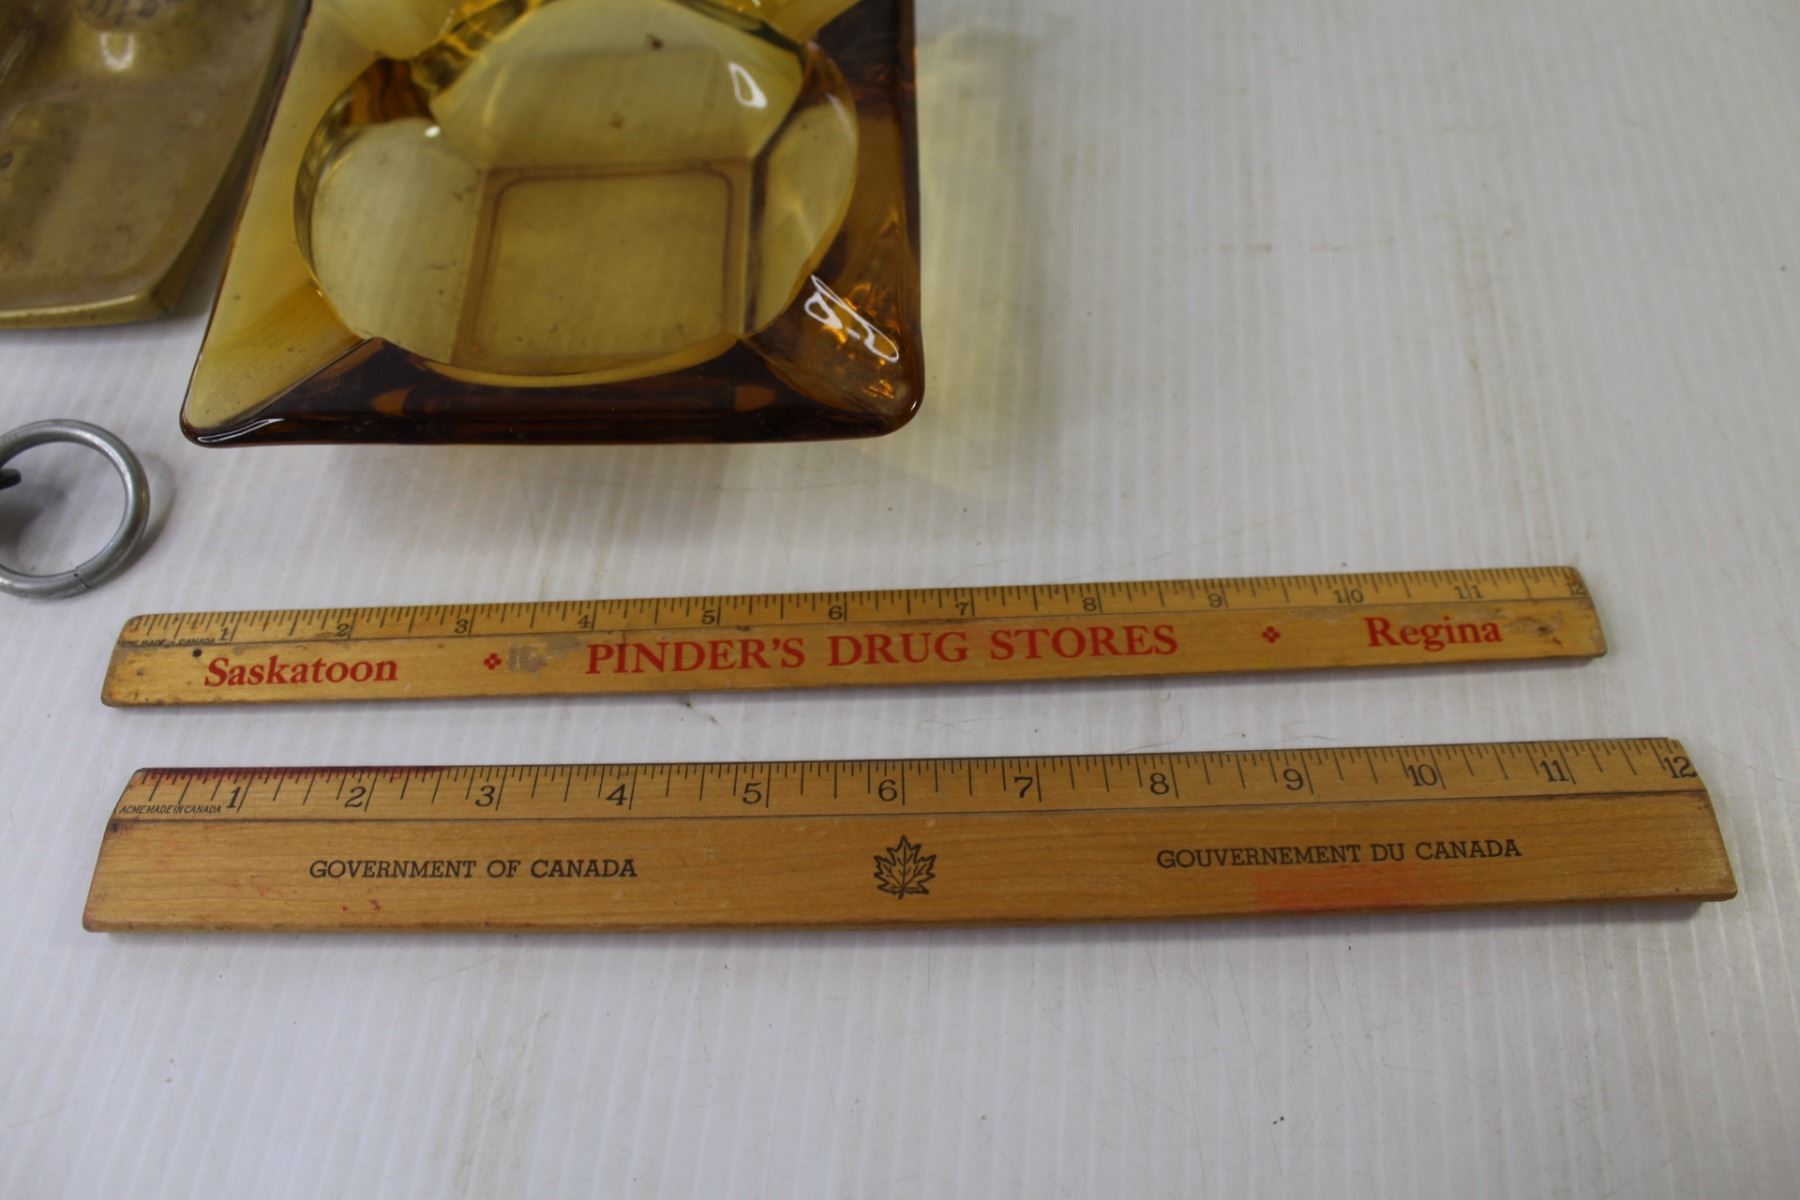 1 2 3 4 5 6 7 8 9 10 11 12
Saskatoon PINDER'S DRUG STORES Regina
1 2 3 4 5 6 7 8 9 10 11 12
ACME MADE IN CANADA
GOVERNMENT OF CANADA GOUVERNEMENT DU CANADA